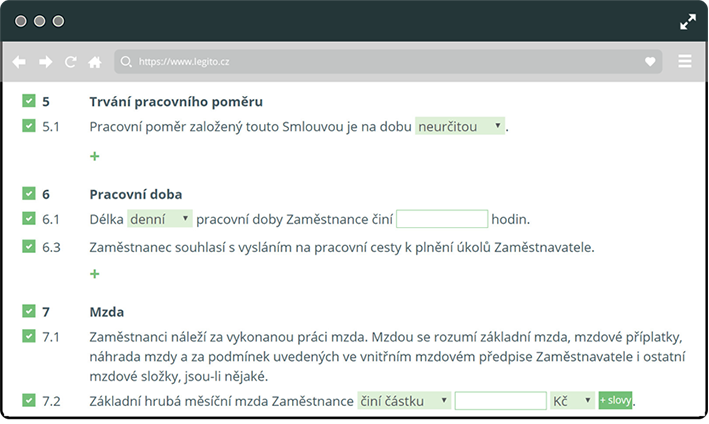 https://www.legito.cz
5 Trvání pracovního poměru
5.1 Pracovní poměr založený touto Smlouvou je na dobu neurčitou.
+
6 Pracovní doba
6.1 Délka denní pracovní doby Zaměstnance činí hodin.
6.3 Zaměstnanec souhlasí s vysláním na pracovní cesty k plnění úkolů Zaměstnavatele.
+
7 Mzda
7.1 Zaměstnanci náleží za vykonanou práci mzda. Mzdou se rozumí základní mzda, mzdové příplatky,
náhrada mzdy a za podmínek uvedených ve vnitřním mzdovém předpise Zaměstnavatele i ostatní
mzdové složky, jsou-li nějaké.
7.2 Základní hrubá měsíční mzda Zaměstnance činí částku Kč + slovy.